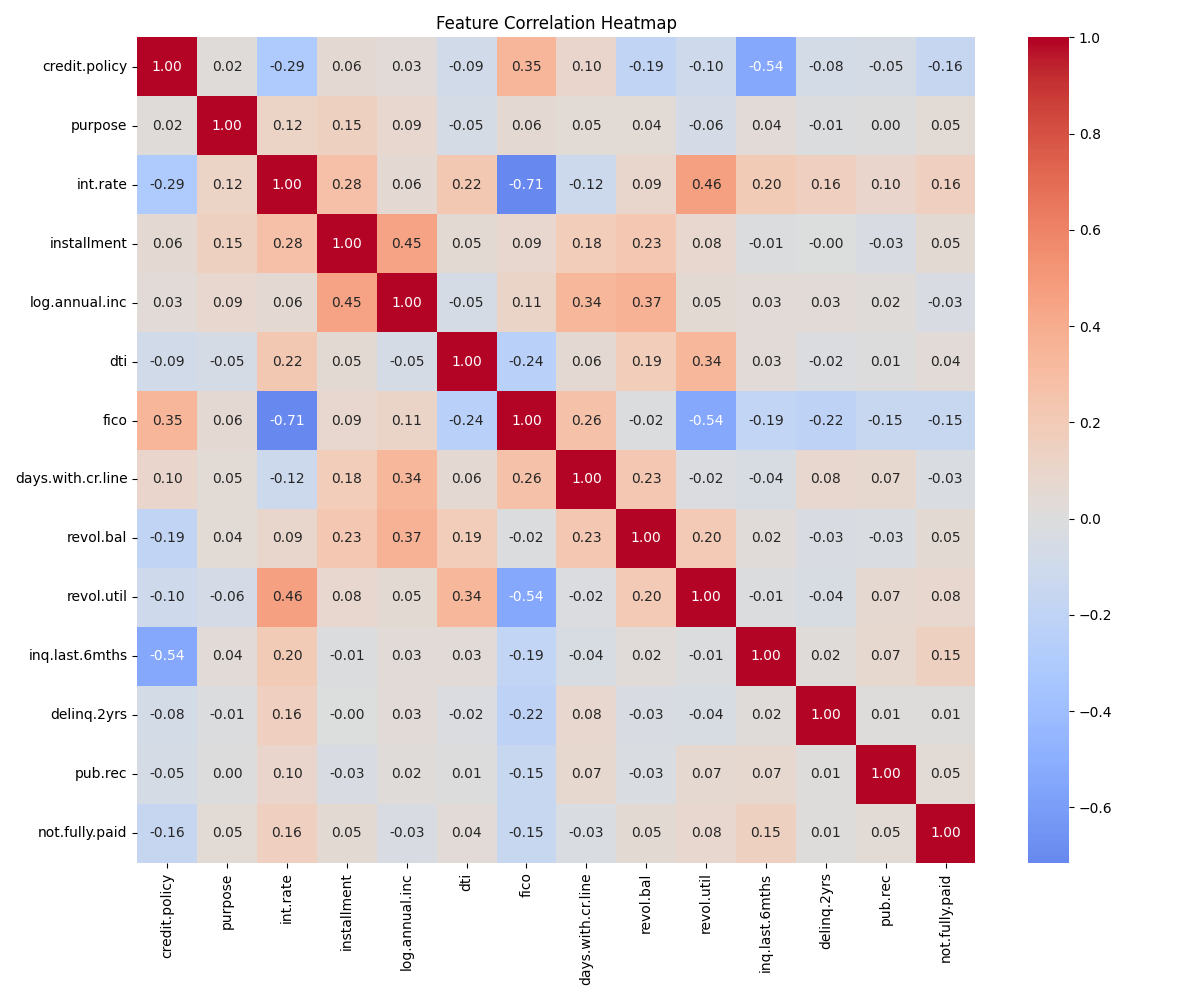 Feature Correlation Heatmap
credit.policy 1.00 0.02 -0.29 0.06 0.03 -0.09 0.35 0.10 -0.19 -0.10 -0.54 -0.08 -0.05 -0.16
purpose 0.02 1.00 0.12 0.15 0.09 -0.05 0.06 0.05 0.04 -0.06 0.04 -0.01 0.00 0.05
int.rate -0.29 0.12 1.00 0.28 0.06 0.22 -0.71 -0.12 0.09 0.46 0.20 0.16 0.10 0.16
installment 0.06 0.15 0.28 1.00 0.45 0.05 0.09 0.18 0.23 0.08 -0.01 -0.00 -0.03 0.05
log.annual.inc 0.03 0.09 0.06 0.45 1.00 -0.05 0.11 0.34 0.37 0.05 0.03 0.03 0.02 -0.03
dti -0.09 -0.05 0.22 0.05 -0.05 1.00 -0.24 0.06 0.19 0.34 0.03 -0.02 0.01 0.04
fico 0.35 0.06 -0.71 0.09 0.11 -0.24 1.00 0.26 -0.02 -0.54 -0.19 -0.22 -0.15 -0.15
days.with.cr.line 0.10 0.05 -0.12 0.18 0.34 0.06 0.26 1.00 0.23 -0.02 -0.04 0.08 0.07 -0.03
revol.bal -0.19 0.04 0.09 0.23 0.37 0.19 -0.02 0.23 1.00 0.20 0.02 -0.03 -0.03 0.05
revol.util -0.10 -0.06 0.46 0.08 0.05 0.34 -0.54 -0.02 0.20 1.00 -0.01 -0.04 0.07 0.08
inq.last.6mths -0.54 0.04 0.20 -0.01 0.03 0.03 -0.19 -0.04 0.02 -0.01 1.00 0.02 0.07 0.15
delinq.2yrs -0.08 -0.01 0.16 -0.00 0.03 -0.02 -0.22 0.08 -0.03 -0.04 0.02 1.00 0.01 0.01
pub.rec -0.05 0.00 0.10 -0.03 0.02 0.01 -0.15 0.07 -0.03 0.07 0.07 0.01 1.00 0.05
not.fully.paid -0.16 0.05 0.16 0.05 -0.03 0.04 -0.15 -0.03 0.05 0.08 0.15 0.01 0.05 1.00
credit.policy purpose int.rate installment log.annual.inc dti fico days.with.cr.line revol.bal revol.util inq.last.6mths delinq.2yrs pub.rec not.fully.paid
1.0
0.8
0.6
0.4
0.2
0.0
−0.2
−0.4
−0.6